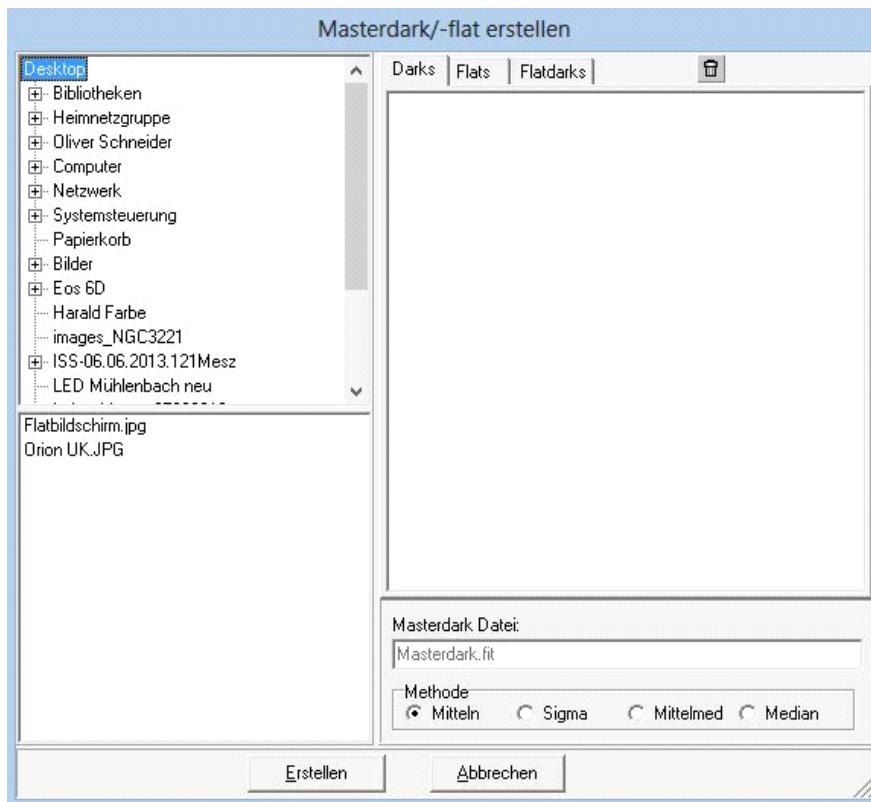 Masterdark/-flat erstellen
Desktop
Bibliotheken
Heimnetzgruppe
Oliver Schneider
Computer
Netzwerk
Systemsteuerung
Papierkorb
Bilder
Eos 6D
Harald Farbe
images_NGC3221
ISS-06.06.2013.121Mesz
LED Mühlenbach neu
Flatbildschirm.jpg
Orion UK.JPG
Darks Flats Flatdarks
Masterdark Datei:
Masterdark.fit
Methode
Mitteln Sigma Mittelmed Median
Erstellen Abbrechen